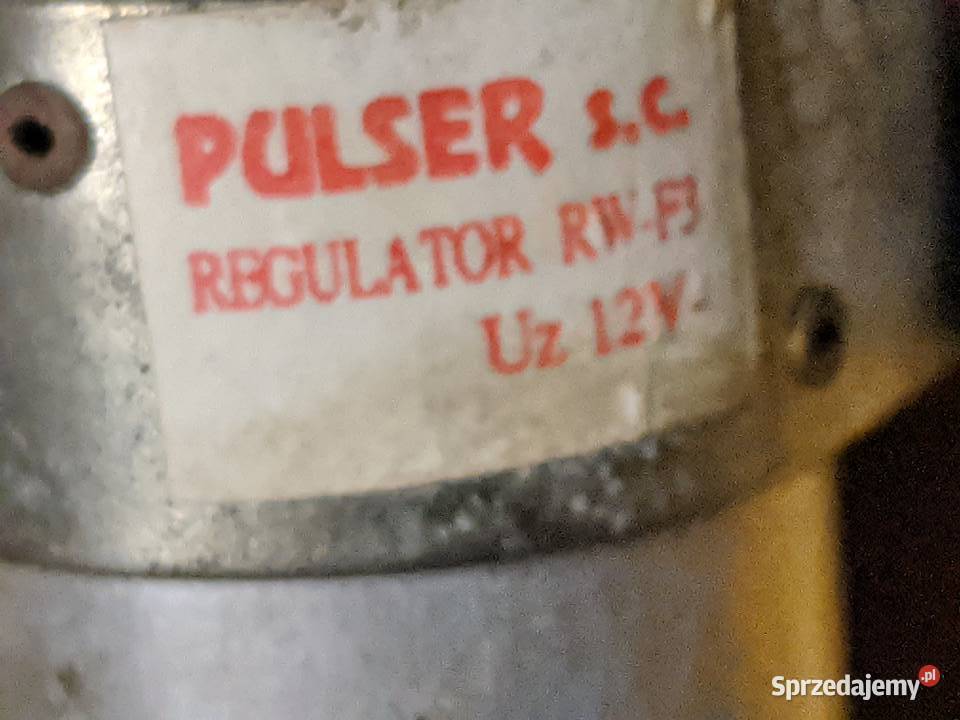 PULSER s.c.
REGULATOR RW-F3
Uz 12V-
Sprzedajemy.pl